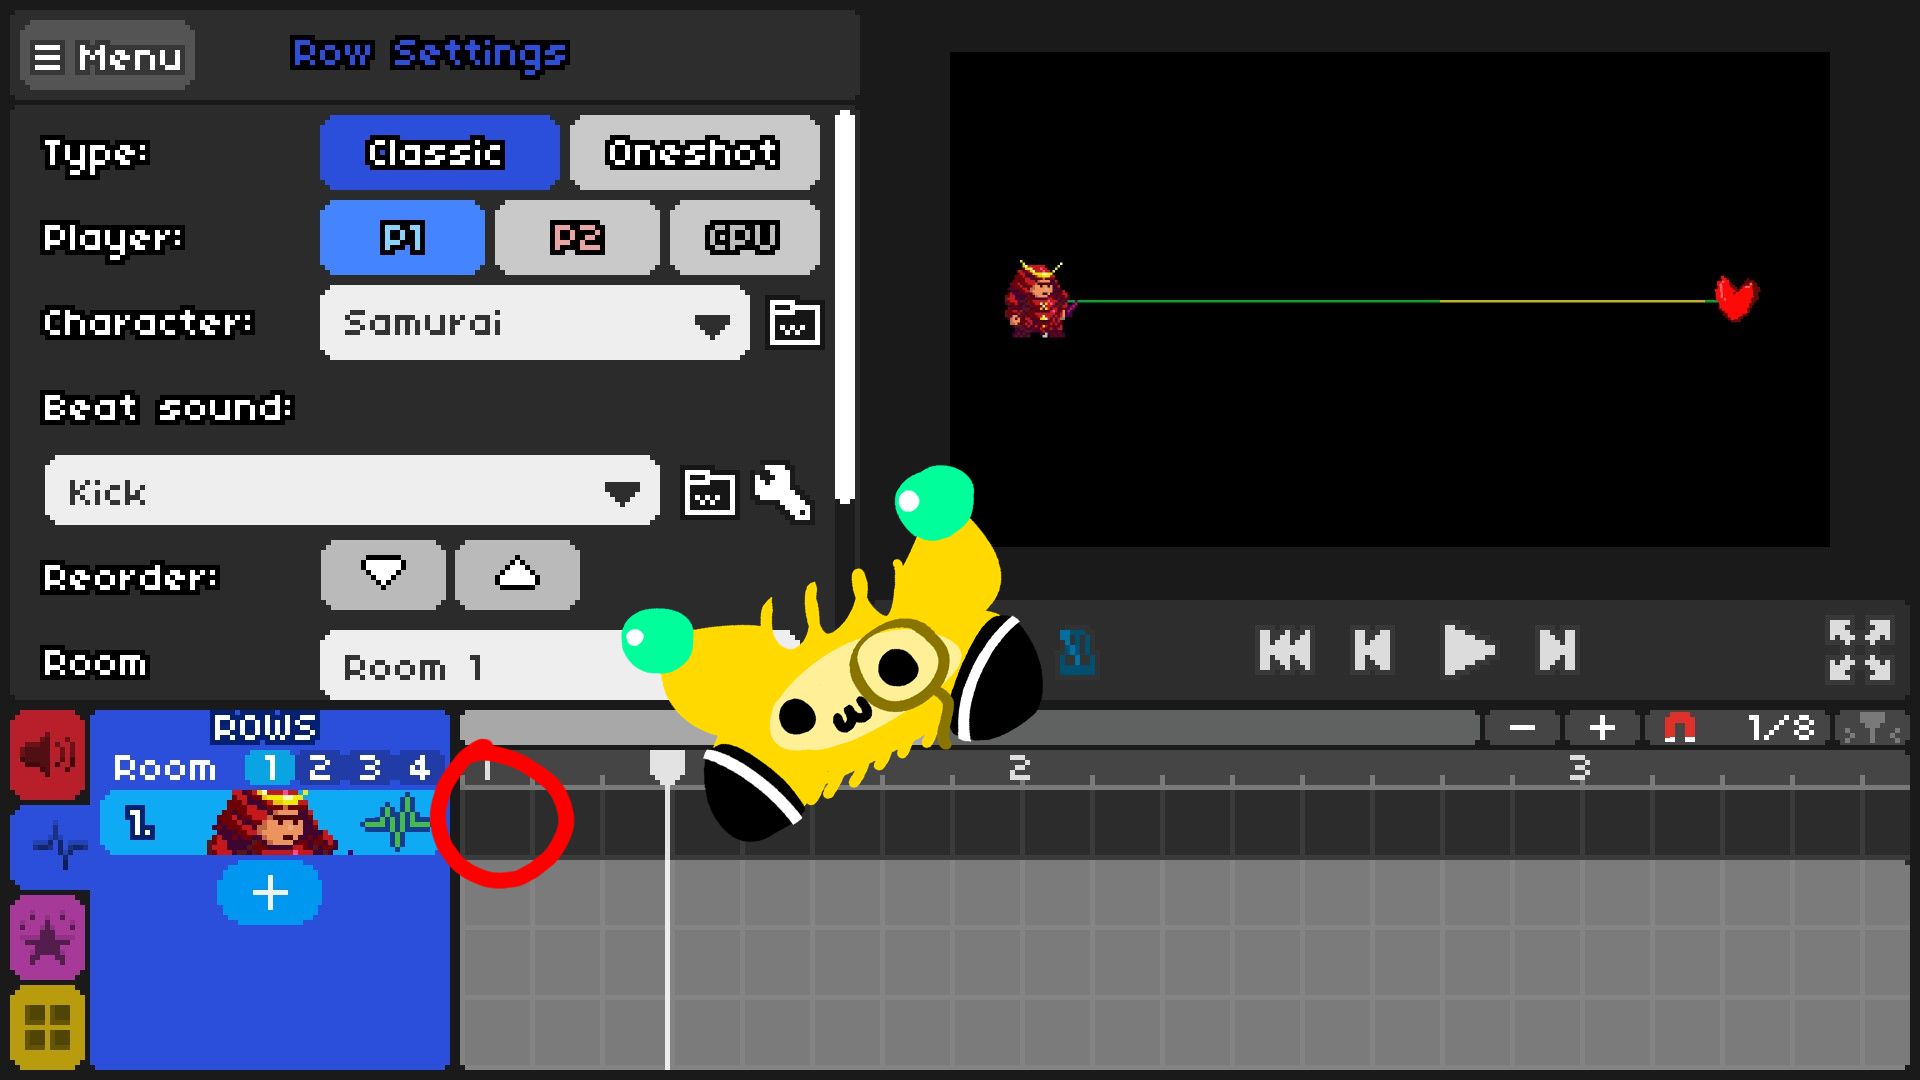 Menu
Row Settings
Type: Classic Oneshot
Player: P1 P2 CPU
Character: Samurai
Beat sound:
Kick
Reorder:
Room Room 1
ROWS
Room 1 2 3 4
1.
1 2 3
1/8